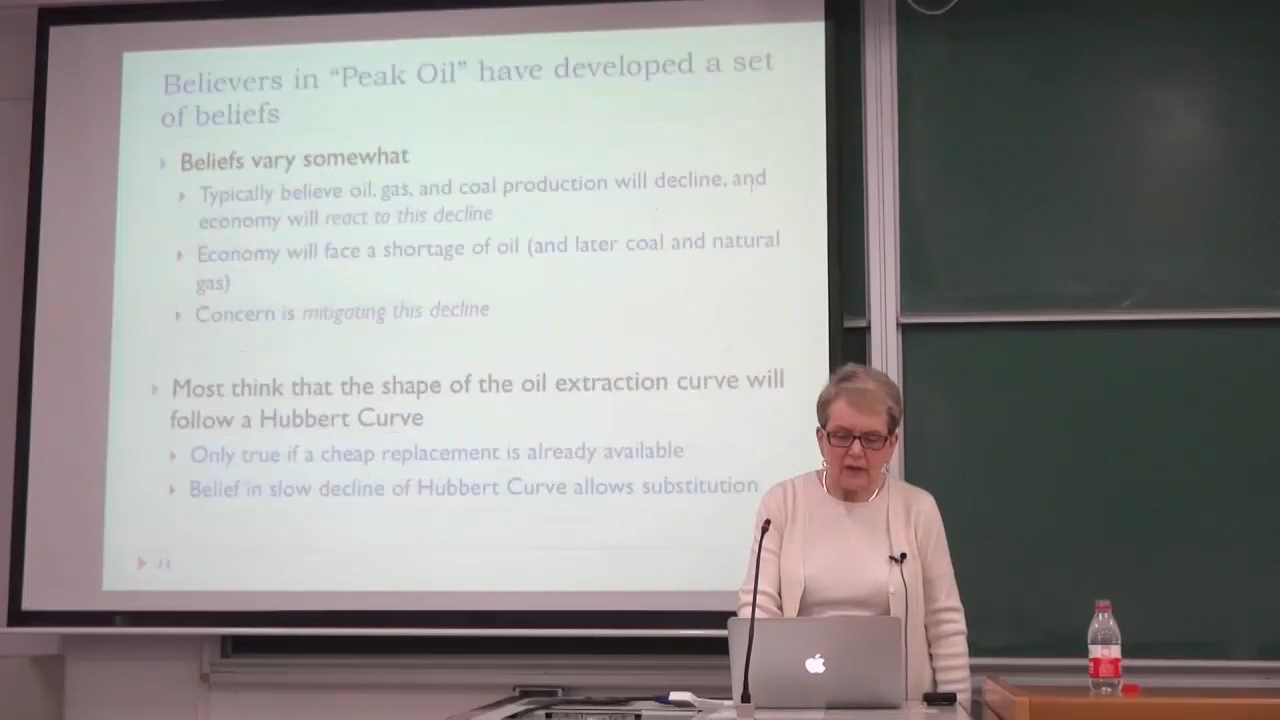 Believers in “Peak Oil” have developed a set
of beliefs
Beliefs vary somewhat
Typically believe oil, gas, and coal production will decline, and
economy will react to this decline
Economy will face a shortage of oil (and later coal and natural
gas)
Concern is mitigating this decline
Most think that the shape of the oil extraction curve will
follow a Hubbert Curve
Only true if a cheap replacement is already available
Belief in slow decline of Hubbert Curve allows substitution